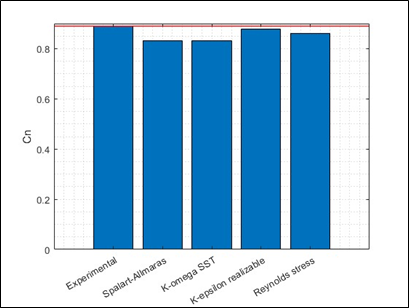 Cn
0.8
0.6
0.4
0.2
0
Experimental
Spalart-Allmaras
K-omega SST
K-epsilon realizable
Reynolds stress